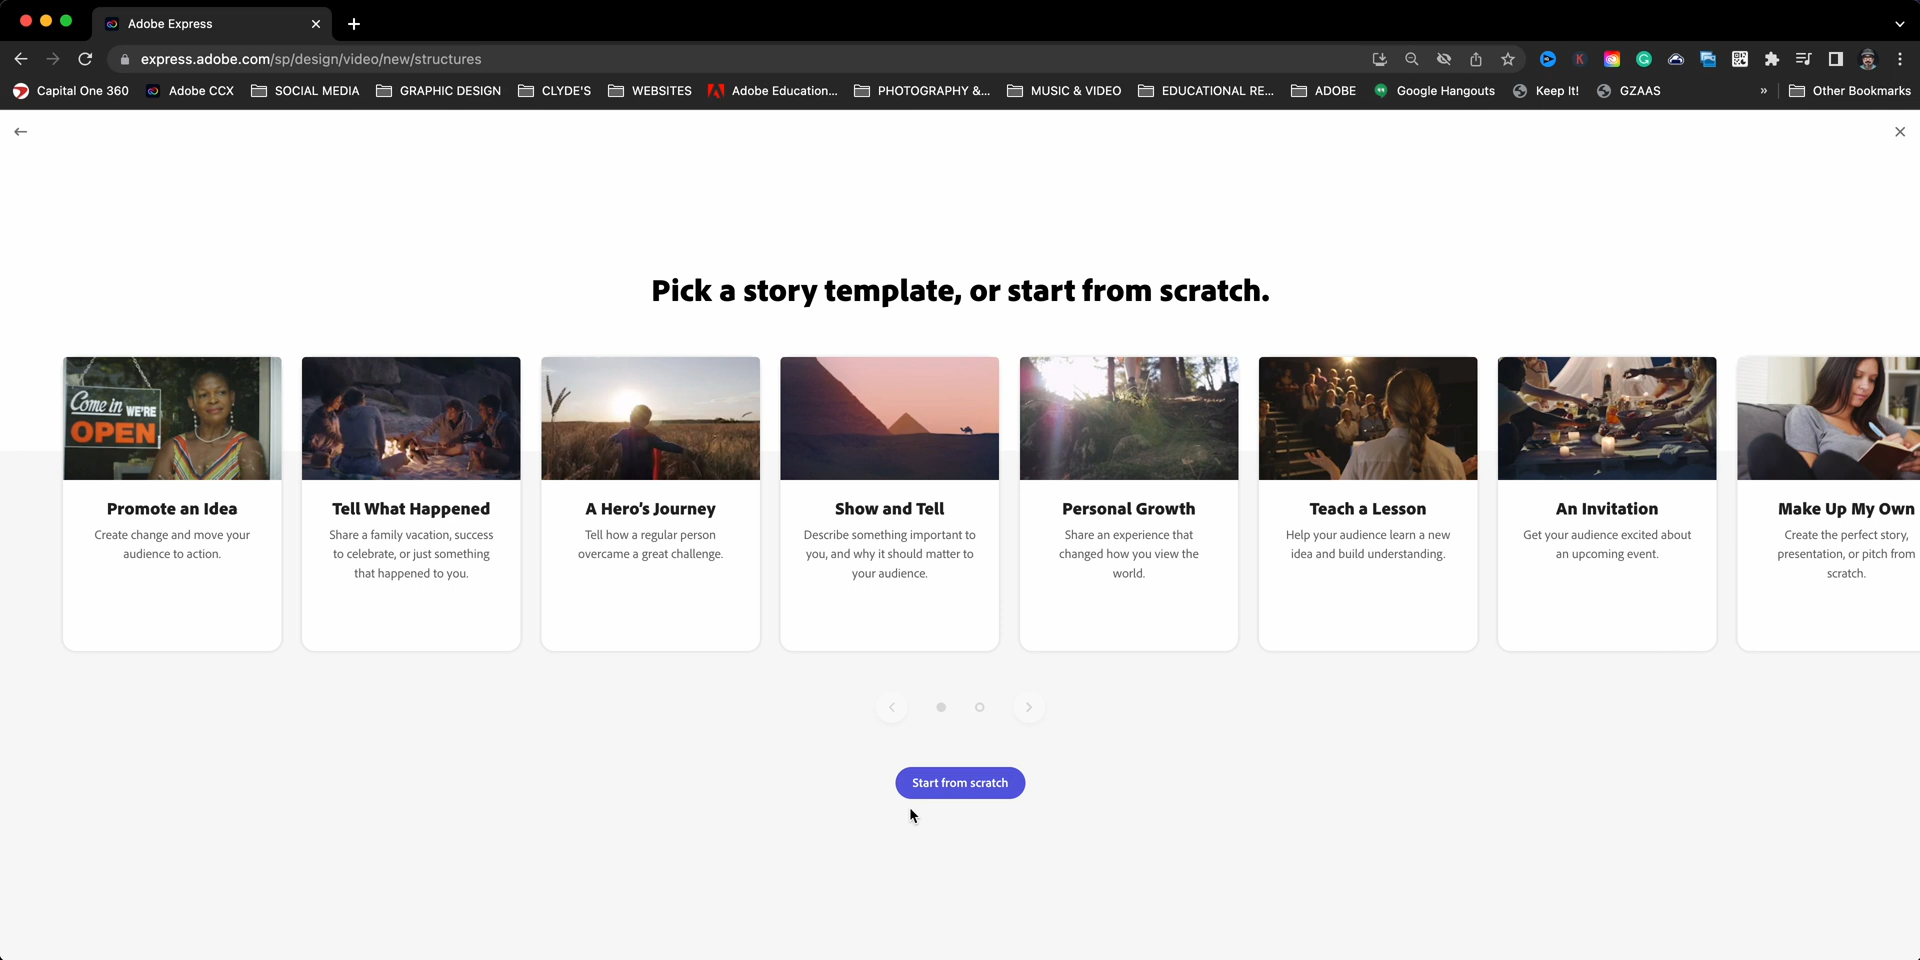 Adobe Express
express.adobe.com/sp/design/video/new/structures
Capital One 360
Adobe CCX
SOCIAL MEDIA
GRAPHIC DESIGN
CLYDE'S
WEBSITES
Adobe Education...
PHOTOGRAPHY &...
MUSIC & VIDEO
EDUCATIONAL RE...
ADOBE
Google Hangouts
Keep It!
GZAAS
»
Other Bookmarks
Pick a story template, or start from scratch.
Come in WE'RE
OPEN
Promote an Idea
Create change and move your
audience to action.
Tell What Happened
Share a family vacation, success
to celebrate, or just something
that happened to you.
A Hero's Journey
Tell how a regular person
overcame a great challenge.
Show and Tell
Describe something important to
you, and why it should matter to
your audience.
Personal Growth
Share an experience that
changed how you view the
world.
Teach a Lesson
Help your audience learn a new
idea and build understanding.
An Invitation
Get your audience excited about
an upcoming event.
Make Up My Own
Create the perfect story,
presentation, or pitch from
scratch.
Start from scratch